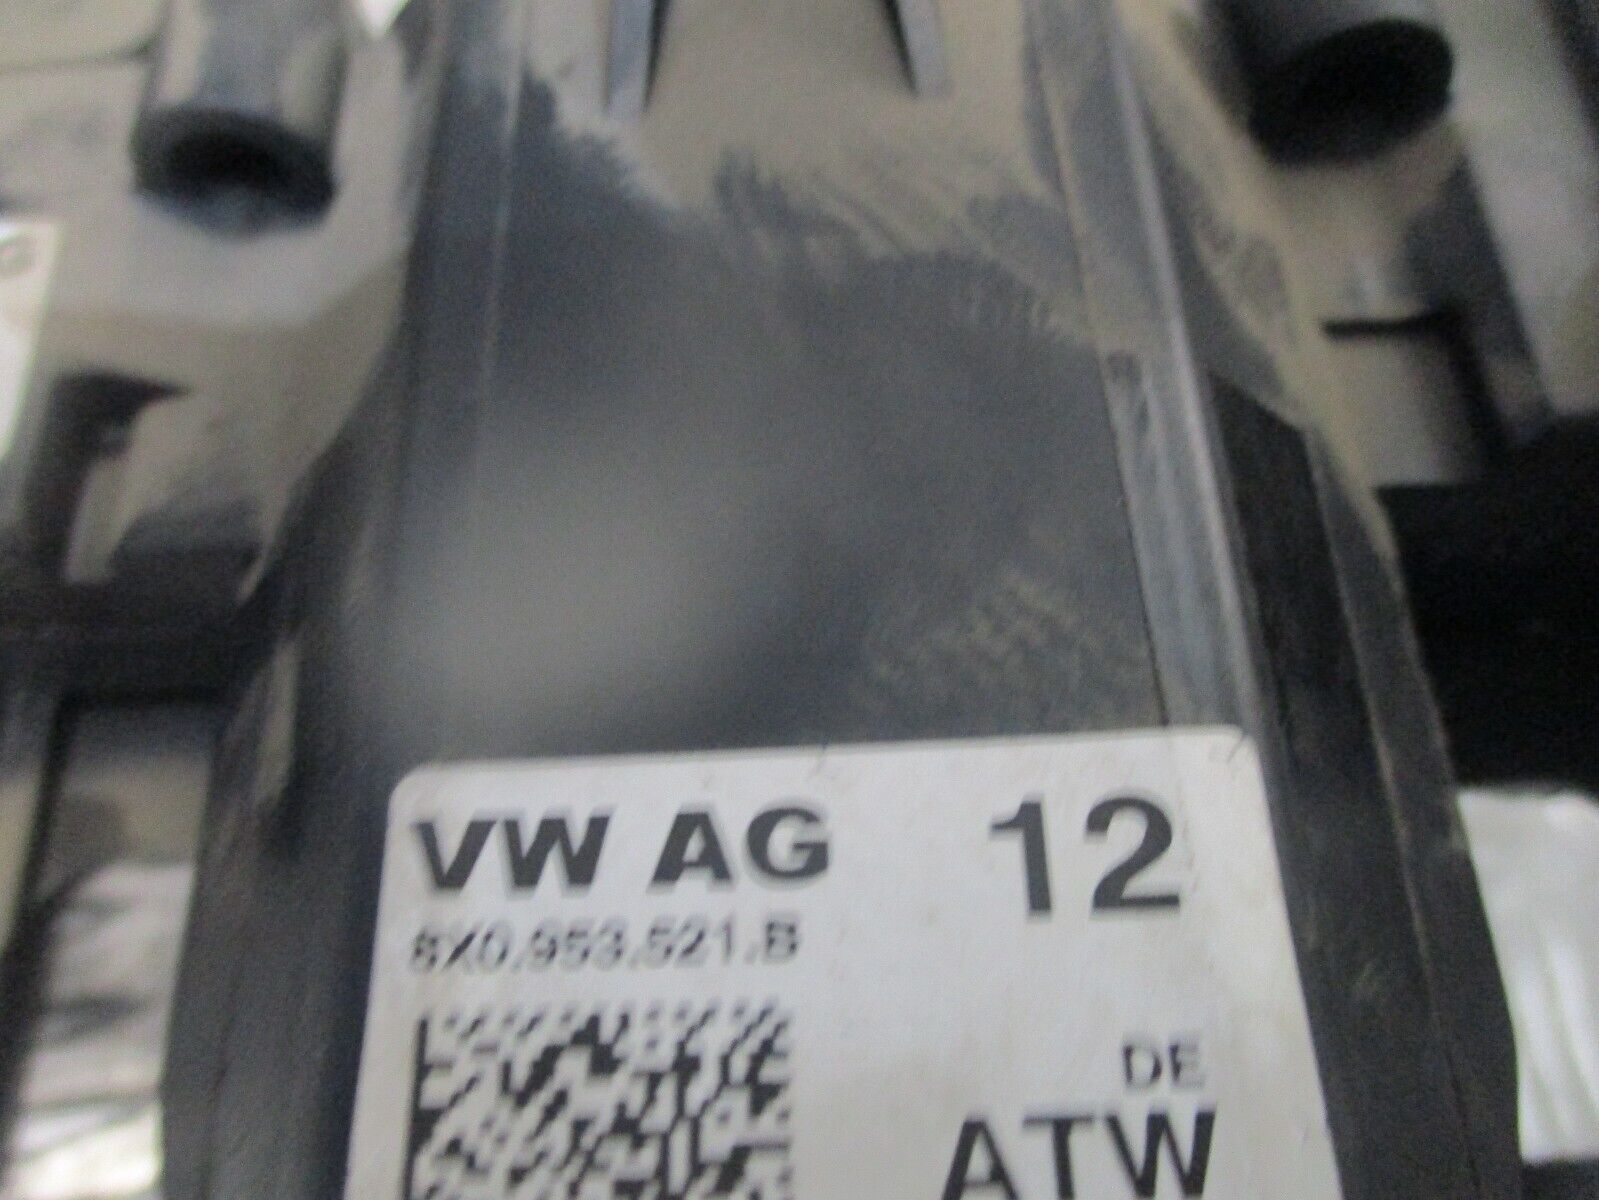 VW AG 12
8X0.953.521.B
DE
ATW